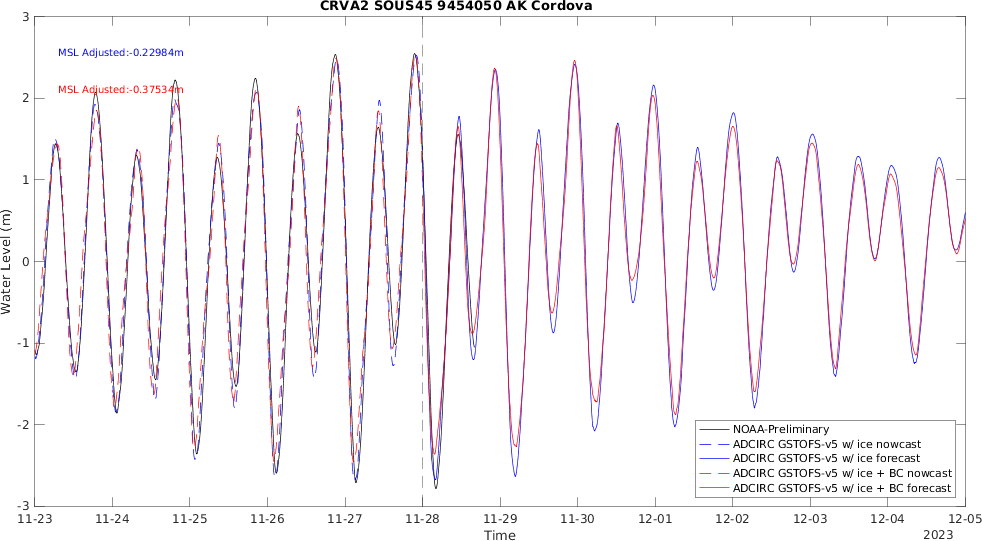 CRVA2 SOUS45 9454050 AK Cordova
MSL Adjusted:-0.22984m
MSL Adjusted:-0.37534m
Water Level (m)
3
2
1
0
-1
-2
-3
NOAA-Preliminary
ADCIRC GSTOFS-v5 w/ ice nowcast
ADCIRC GSTOFS-v5 w/ ice forecast
ADCIRC GSTOFS-v5 w/ ice + BC nowcast
ADCIRC GSTOFS-v5 w/ ice + BC forecast
11-23 11-24 11-25 11-26 11-27 11-28 11-29 11-30 12-01 12-02 12-03 12-04 12-05
Time
2023